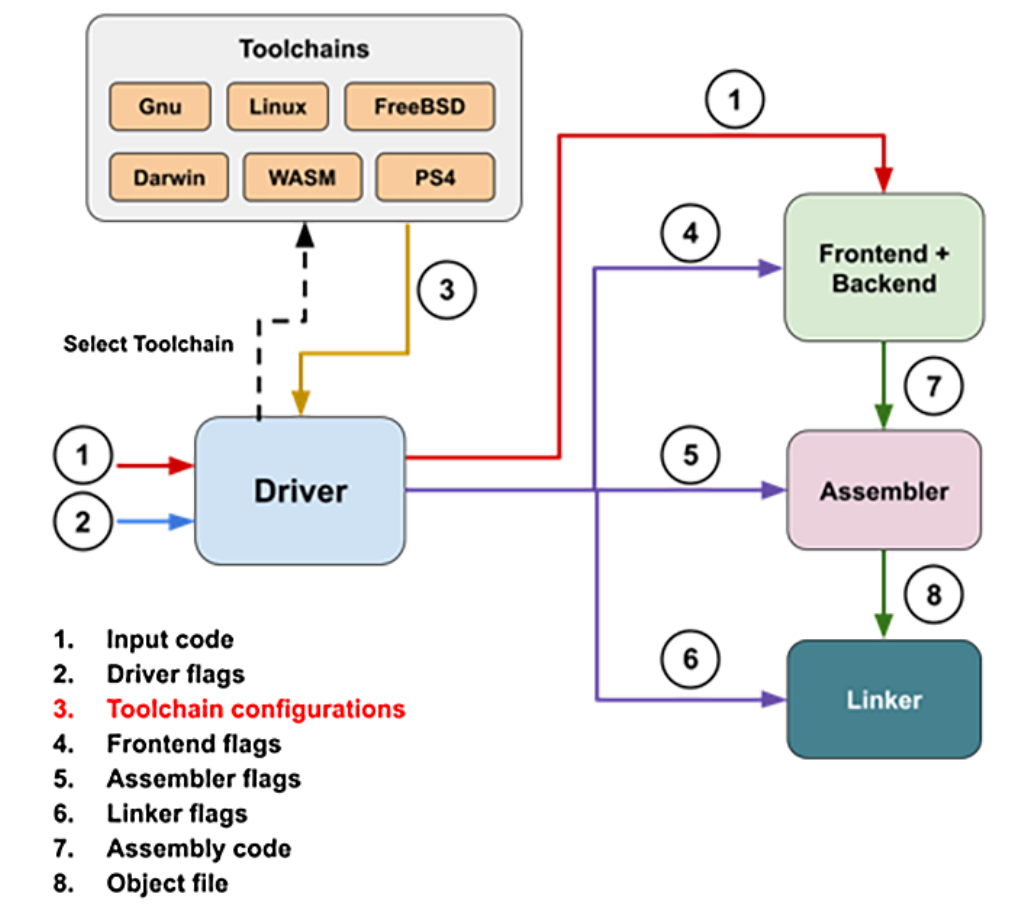 Toolchains
Gnu
Linux
FreeBSD
Darwin
WASM
PS4
1
4
Frontend +
Backend
3
Select Toolchain
7
1
5
Driver
Assembler
2
8
6
Linker
1. Input code
2. Driver flags
3. Toolchain configurations
4. Frontend flags
5. Assembler flags
6. Linker flags
7. Assembly code
8. Object file